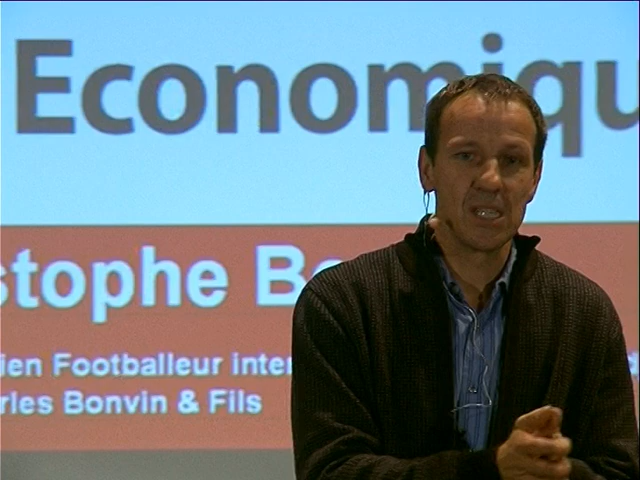 Economiqu
stophe Bo
ien Footballeur inter
rles Bonvin & Fils